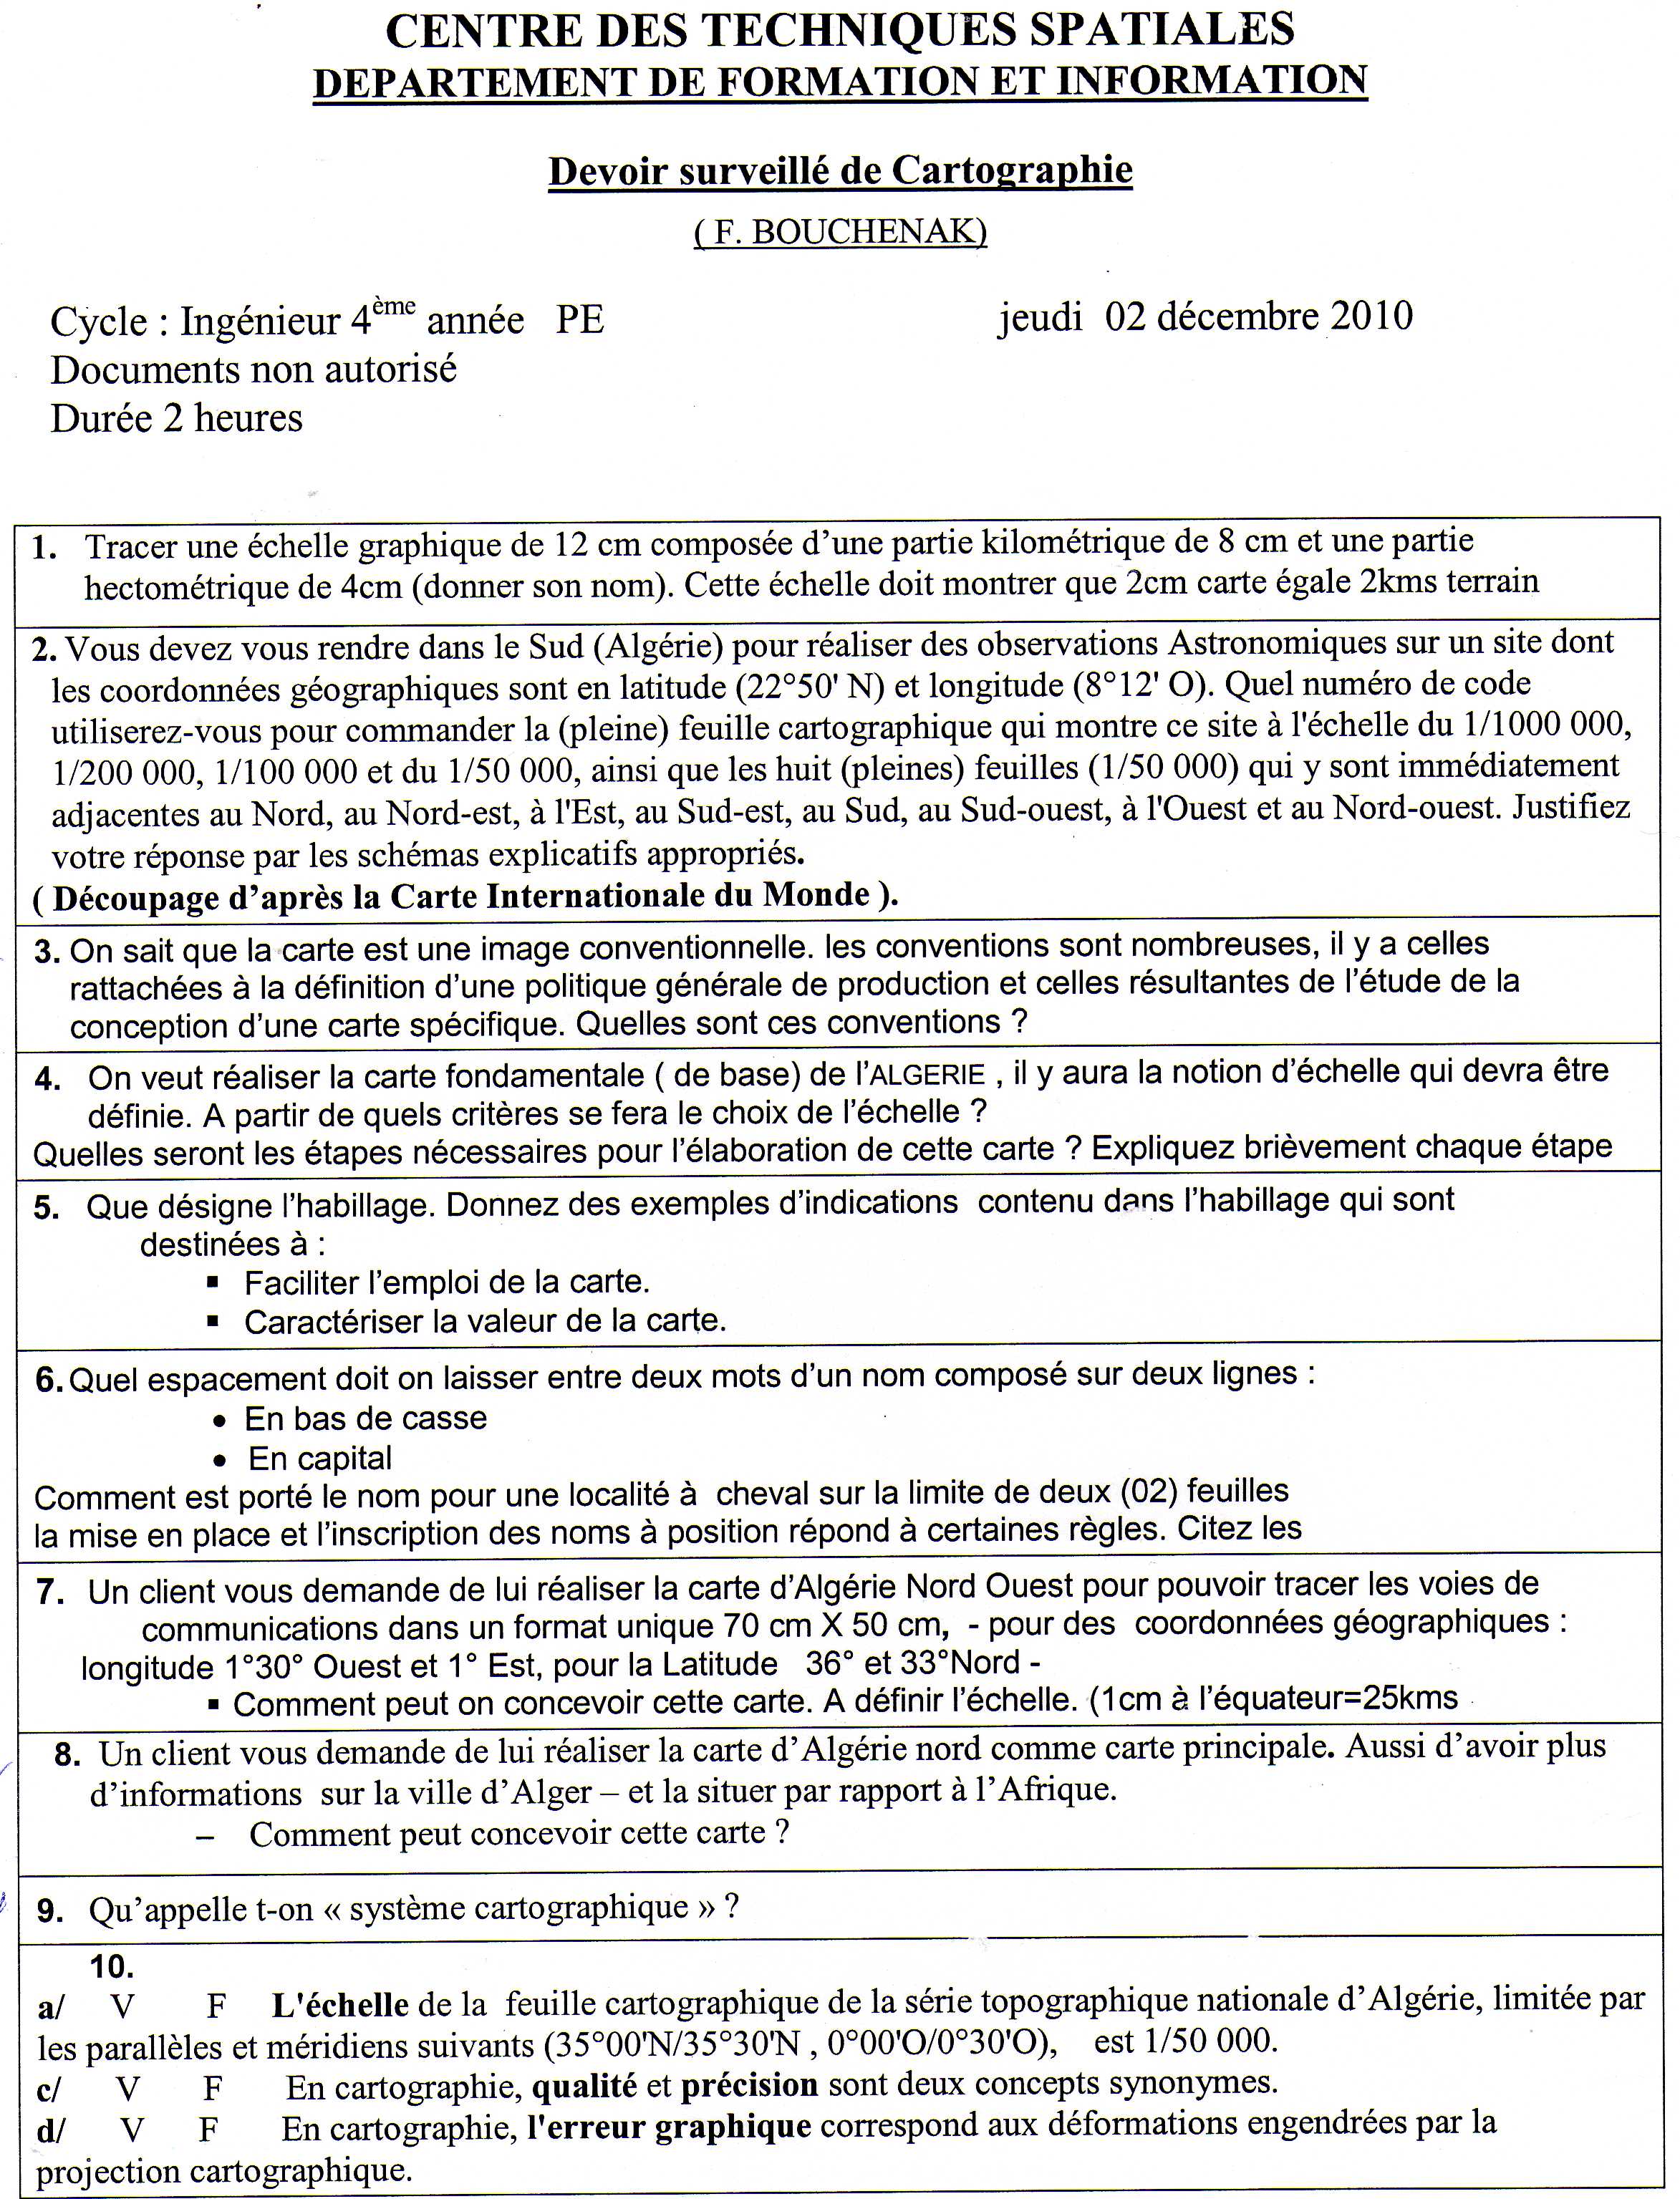 CENTRE DES TECHNIQUES SPATIALES
DEPARTEMENT DE FORMATION ET INFORMATION
Devoir surveillé de Cartographie
( F. BOUCHENAK)
Cycle : Ingénieur 4ème année PE
jeudi 02 décembre 2010
Documents non autorisé
Durée 2 heures
1. Tracer une échelle graphique de 12 cm composée d'une partie kilométrique de 8 cm et une partie
hectométrique de 4cm (donner son nom). Cette échelle doit montrer que 2cm carte égale 2kms terrain
2. Vous devez vous rendre dans le Sud (Algérie) pour réaliser des observations Astronomiques sur un site dont
les coordonnées géographiques sont en latitude (22°50' N) et longitude (8°12' O). Quel numéro de code
utiliserez-vous pour commander la (pleine) feuille cartographique qui montre ce site à l'échelle du 1/1000 000,
1/200 000, 1/100 000 et du 1/50 000, ainsi que les huit (pleines) feuilles (1/50 000) qui y sont immédiatement
adjacentes au Nord, au Nord-est, à l'Est, au Sud-est, au Sud, au Sud-ouest, à l'Ouest et au Nord-ouest. Justifiez
votre réponse par les schémas explicatifs appropriés.
( Découpage d'après la Carte Internationale du Monde ).
3. On sait que la carte est une image conventionnelle. les conventions sont nombreuses, il y a celles
rattachées à la définition d'une politique générale de production et celles résultantes de l'étude de la
conception d'une carte spécifique. Quelles sont ces conventions ?
4. On veut réaliser la carte fondamentale ( de base) de l'ALGERIE , il y aura la notion d'échelle qui devra être
définie. A partir de quels critères se fera le choix de l'échelle ?
Quelles seront les étapes nécessaires pour l'élaboration de cette carte ? Expliquez brièvement chaque étape
5. Que désigne l'habillage. Donnez des exemples d'indications contenu dans l'habillage qui sont
destinées à :
▪ Faciliter l'emploi de la carte.
▪ Caractériser la valeur de la carte.
6. Quel espacement doit on laisser entre deux mots d'un nom composé sur deux lignes :
• En bas de casse
• En capital
Comment est porté le nom pour une localité à cheval sur la limite de deux (02) feuilles
la mise en place et l'inscription des noms à position répond à certaines règles. Citez les
7. Un client vous demande de lui réaliser la carte d'Algérie Nord Ouest pour pouvoir tracer les voies de
communications dans un format unique 70 cm X 50 cm, - pour des coordonnées géographiques :
longitude 1°30° Ouest et 1° Est, pour la Latitude 36° et 33°Nord -
▪ Comment peut on concevoir cette carte. A définir l'échelle. (1cm à l'équateur=25kms
8. Un client vous demande de lui réaliser la carte d'Algérie nord comme carte principale. Aussi d'avoir plus
d'informations sur la ville d'Alger – et la situer par rapport à l'Afrique.
– Comment peut concevoir cette carte ?
9. Qu'appelle t-on « système cartographique » ?
10.
a/ V F L'échelle de la feuille cartographique de la série topographique nationale d'Algérie, limitée par
les parallèles et méridiens suivants (35°00'N/35°30'N , 0°00'O/0°30'O), est 1/50 000.
c/ V F En cartographie, qualité et précision sont deux concepts synonymes.
d/ V F En cartographie, l'erreur graphique correspond aux déformations engendrées par la
projection cartographique.